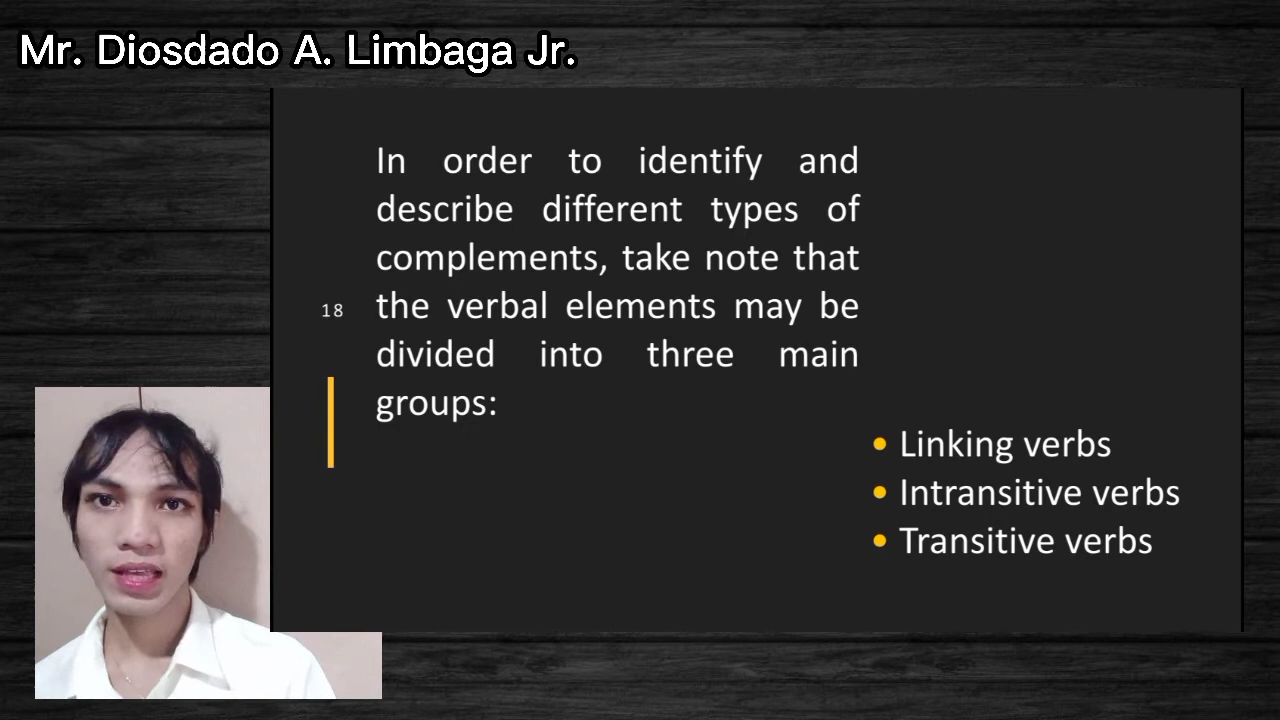 Mr. Diosdado A. Limbaga Jr.
In order to identify and
describe different types of
complements, take note that
the verbal elements may be
divided into three main
groups:
18
• Linking verbs
• Intransitive verbs
• Transitive verbs